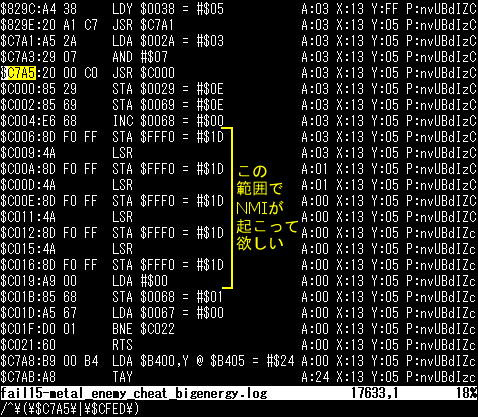 $829C:A4 38     LDY $0038 = #$05              A:03 X:13 Y:FF P:nvUBdIZC
$829E:20 A1 C7  JSR $C7A1                     A:03 X:13 Y:05 P:nvUBdIzC
$C7A1:A5 2A     LDA $002A = #$03              A:03 X:13 Y:05 P:nvUBdIzC
$C7A3:29 07     AND #$07                      A:03 X:13 Y:05 P:nvUBdIzC
$C7A5:20 00 C0  JSR $C000                     A:03 X:13 Y:05 P:nvUBdIzC
$C000:85 29     STA $0029 = #$0E              A:03 X:13 Y:05 P:nvUBdIzC
$C002:85 69     STA $0069 = #$0E              A:03 X:13 Y:05 P:nvUBdIzC
$C004:E6 68     INC $0068 = #$00              A:03 X:13 Y:05 P:nvUBdIzC
$C006:8D F0 FF  STA $FFF0 = #$1D              A:03 X:13 Y:05 P:nvUBdIzC
$C009:4A        LSR                           A:03 X:13 Y:05 P:nvUBdIzC
$C00A:8D F0 FF  STA $FFF0 = #$1D              A:01 X:13 Y:05 P:nvUBdIzC
$C00D:4A        LSR                           A:01 X:13 Y:05 P:nvUBdIzC
$C00E:8D F0 FF  STA $FFF0 = #$1D              A:00 X:13 Y:05 P:nvUBdIZC
$C011:4A        LSR                           A:00 X:13 Y:05 P:nvUBdIZC
$C012:8D F0 FF  STA $FFF0 = #$1D              A:00 X:13 Y:05 P:nvUBdIZc
$C015:4A        LSR                           A:00 X:13 Y:05 P:nvUBdIZc
$C016:8D F0 FF  STA $FFF0 = #$1D              A:00 X:13 Y:05 P:nvUBdIZc
$C019:A9 00     LDA #$00                      A:00 X:13 Y:05 P:nvUBdIZc
$C01B:85 68     STA $0068 = #$01              A:00 X:13 Y:05 P:nvUBdIZc
$C01D:A5 67     LDA $0067 = #$00              A:00 X:13 Y:05 P:nvUBdIZc
$C01F:D0 01     BNE $C022                     A:00 X:13 Y:05 P:nvUBdIZc
$C021:60        RTS                           A:00 X:13 Y:05 P:nvUBdIZc
$C7A8:B9 00 B4  LDA $B400,Y @ $B405 = #$24    A:00 X:13 Y:05 P:nvUBdIZc
$C7AB:A8        TAY                           A:24 X:13 Y:05 P:nvUBdIzc
この
範囲で
NMIが
起こって
欲しい
fail15-metal_enemy_cheat_bigenergy.log    17633,1    18%
/^¥(¥$C7A5¥|¥$CFED¥)